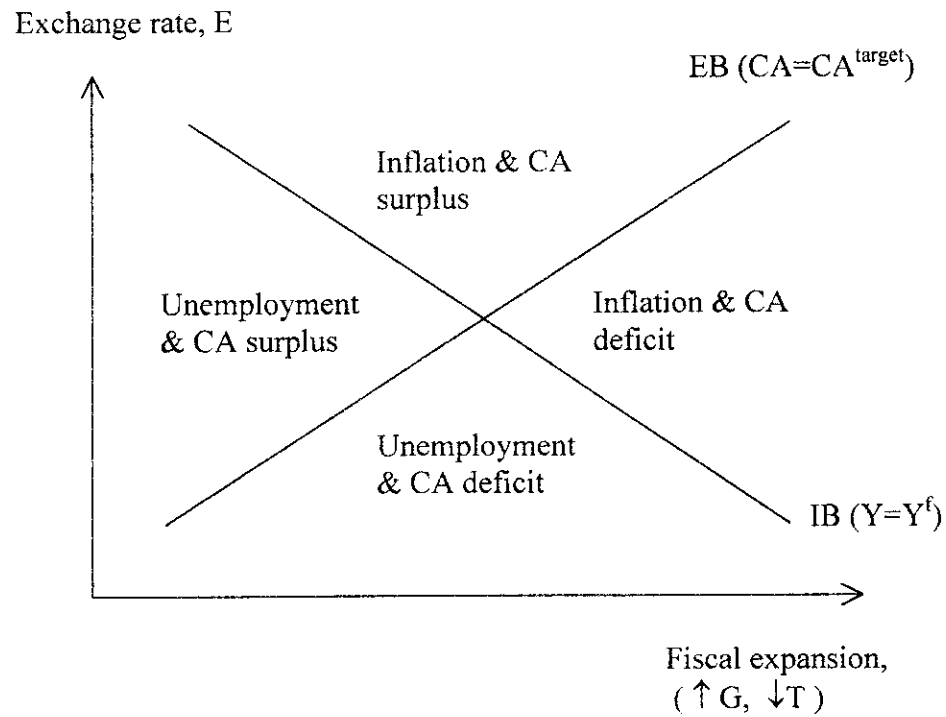 Exchange rate, E
EB (CA=CA^target)
Inflation & CA
surplus
Unemployment
& CA surplus
Inflation & CA
deficit
Unemployment
& CA deficit
IB (Y=Y^f)
Fiscal expansion,
( ↑ G, ↓T )